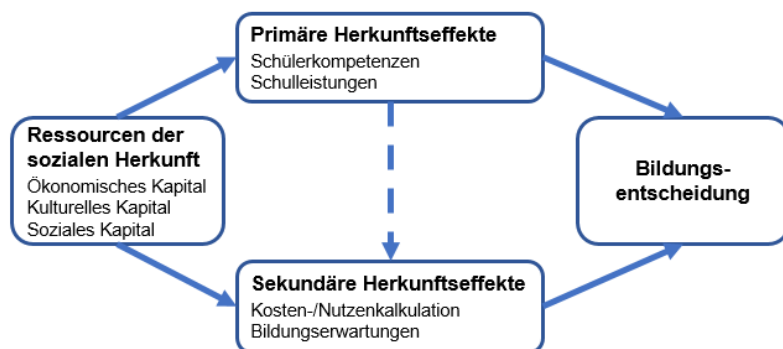 Primäre Herkunftseffekte
Schülerkompetenzen
Schulleistungen
Ressourcen der
sozialen Herkunft
Ökonomisches Kapital
Kulturelles Kapital
Soziales Kapital
Bildungs-
entscheidung
Sekundäre Herkunftseffekte
Kosten-/Nutzenkalkulation
Bildungserwartungen